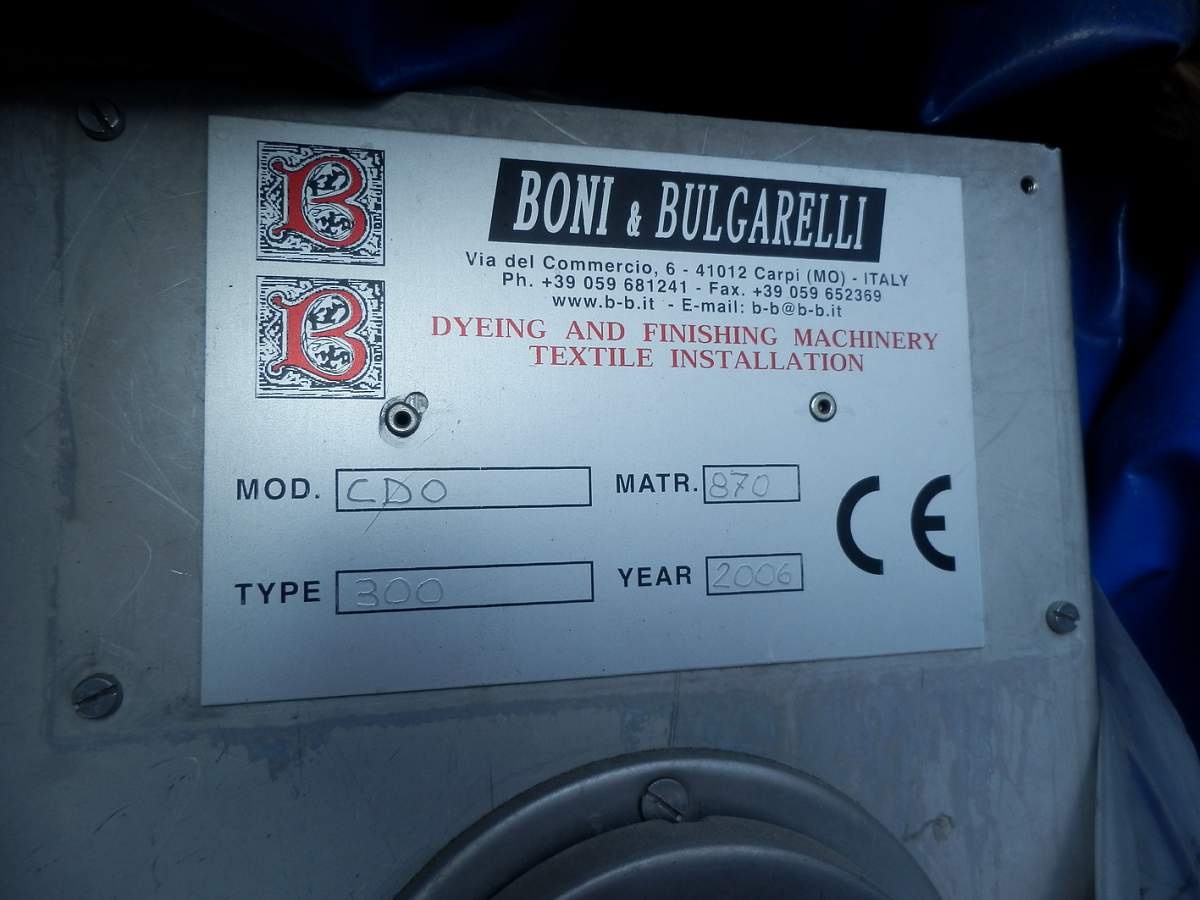 B
B
BONI & BULGARELLI
Via del Commercio, 6 - 41012 Carpi (MO) - ITALY
Ph. +39 059 681241 - Fax. +39 059 652369
www.b-b.it - E-mail: b-b@b-b.it
DYEING AND FINISHING MACHINERY
TEXTILE INSTALLATION
MOD. CDO MATR. 870
TYPE 300 YEAR 2006
CE